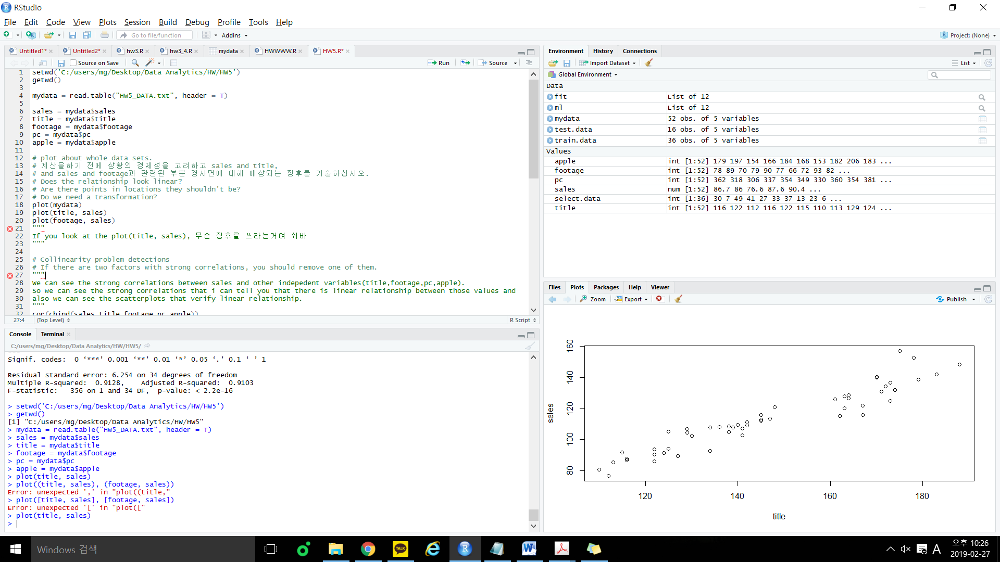 RStudio
File Edit Code View Plots Session Build Debug Profile Tools Help
Go to file/function
Addins
Project: (None)
Untitled1*
Untitled2*
hw3.R
hw3_4.R
mydata
HWWWW.R
HW5.R*
Source on Save
Run
Source
1 setwd('C:/users/mg/Desktop/Data Analytics/HW/HW5')
2 getwd()
3
4 mydata = read.table("HW5_DATA.txt", header = T)
5
6 sales = mydata$sales
7 title = mydata$title
8 footage = mydata$footage
9 pc = mydata$pc
10 apple = mydata$apple
11
12 # plot about whole data sets.
13 # 계산을하기 전에 상황의 경제성을 고려하고 sales and title,
14 # and sales and footage과 관련된 부분 경사면에 대해 예상되는 징후를 기술하십시오.
15 # Does the relationship look linear?
16 # Are there points in locations they shouldn't be?
17 # Do we need a transformation?
18 plot(mydata)
19 plot(title, sales)
20 plot(footage, sales)
21 """
22 If you look at the plot(title, sales), 무슨 징후를 쓰라는거여 쉬바
23 """
24
25 # Collinearity problem detections
26 # If there are two factors with strong correlations, you should remove one of them.
27 """
28 We can see the strong correlations between sales and other indepedent variables(title,footage,pc,apple).
29 So we can see the strong correlations that i can tell you that there is linear relationship between those values and
30 also we can see the scatterplots that verify linear relationship.
31 """
32 cor(cbind(sales,title,footage,pc,apple))
27:4
(Top Level)
R Script
Console
Terminal
C:/users/mg/Desktop/Data Analytics/HW/HW5/
---
Signif. codes:  0 ‘***’ 0.001 ‘**’ 0.01 ‘*’ 0.05 ‘.’ 0.1 ‘ ’ 1
Residual standard error: 6.254 on 34 degrees of freedom
Multiple R-squared:  0.9128,    Adjusted R-squared:  0.9103
F-statistic:   356 on 1 and 34 DF,  p-value: < 2.2e-16
> setwd('C:/users/mg/Desktop/Data Analytics/HW/HW5')
> getwd()
[1] "C:/users/mg/Desktop/Data Analytics/HW/HW5"
> mydata = read.table("HW5_DATA.txt", header = T)
> sales = mydata$sales
> title = mydata$title
> footage = mydata$footage
> pc = mydata$pc
> apple = mydata$apple
> plot(title, sales)
> plot((title, sales), (footage, sales))
Error: unexpected ',' in "plot((title,"
> plot([title, sales], [footage, sales])
Error: unexpected '[' in "plot(["
> plot(title, sales)
>
Environment
History
Connections
Import Dataset
List
Global Environment
Data
fit List of 12
ml List of 12
mydata 52 obs. of 5 variables
test.data 16 obs. of 5 variables
train.data 36 obs. of 5 variables
Values
apple int [1:52] 179 197 154 166 184 168 153 182 206 183 ...
footage int [1:52] 78 89 70 79 90 77 66 72 93 82 ...
pc int [1:52] 362 318 306 337 354 349 330 360 354 381 ...
sales num [1:52] 86.7 86 76.6 87.6 90.4 ...
select.data int [1:36] 30 7 49 41 27 33 37 13 23 6 ...
title int [1:52] 116 122 112 116 122 115 110 113 129 124 ...
Files
Plots
Packages
Help
Viewer
Zoom
Export
Publish
160
140
120
100
80
sales
120 140 160 180
title
Windows 검색
TALK
A
오후 10:26
2019-02-27